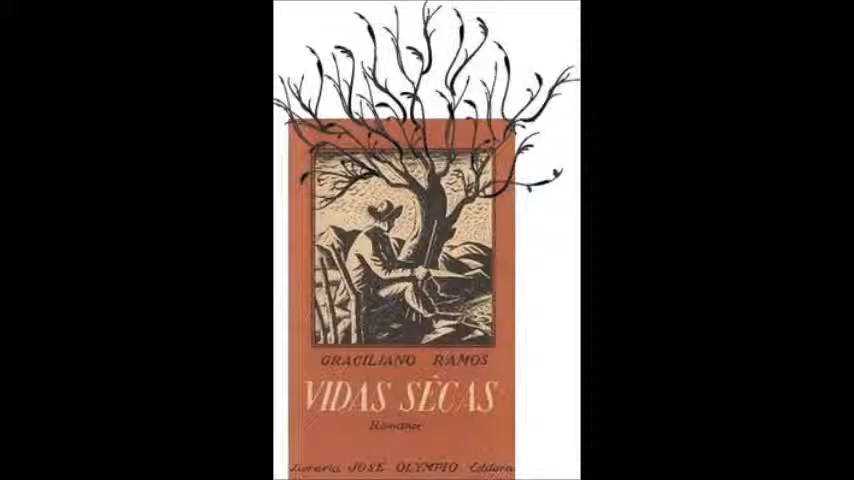 GRACILIANO RAMOS
VIDAS SÊCAS
Romance
Livraria JOSÉ OLYMPIO Editora